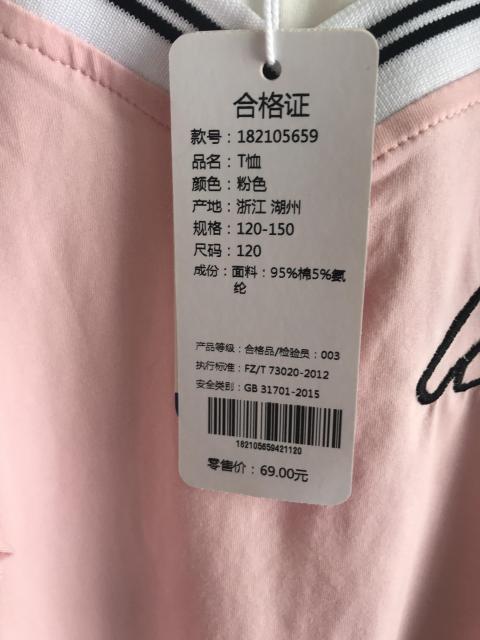 合格证
款号：182105659
品名：T恤
颜色：粉色
产地：浙江 湖州
规格：120-150
尺码：120
成份：面料：95%棉5%氨
纶
产品等级：合格品/检验员：003
执行标准：FZ/T 73020-2012
安全类别：GB 31701-2015
182105659421120
零售价：69.00元